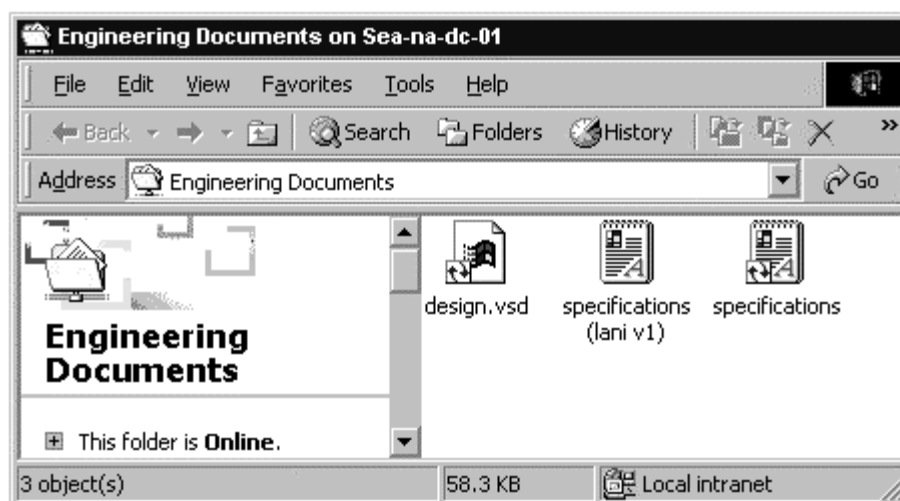 Engineering Documents on Sea-na-dc-01
File Edit View Favorites Tools Help
Back Search Folders History »
Address Engineering Documents Go
design.vsd specifications (lani v1) specifications
Engineering
Documents
This folder is Online.
3 object(s) 58.3 KB Local intranet